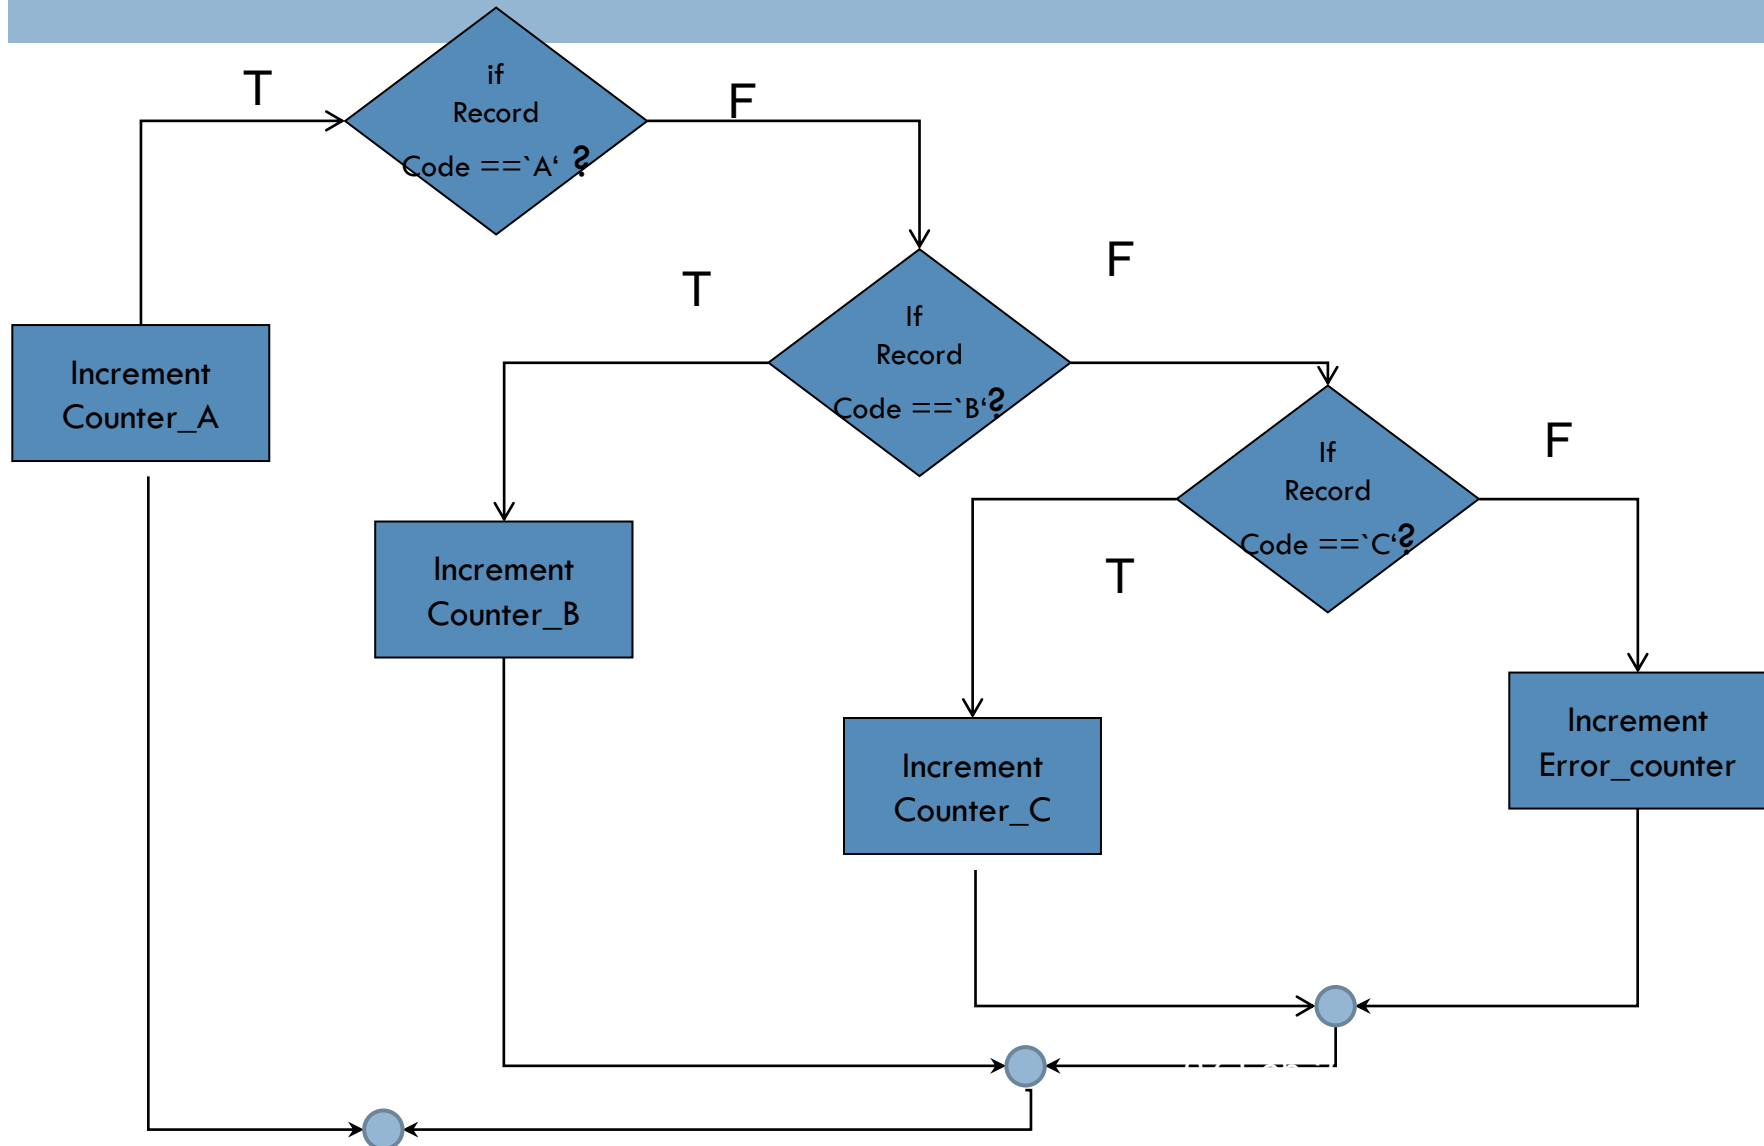 T
if
Record
Code ==`A‘ ?
F
T
If
Record
Code ==`B‘?
F
Increment
Counter_A
If
Record
Code ==`C‘?
F
T
Increment
Counter_B
Increment
Counter_C
Increment
Error_counter